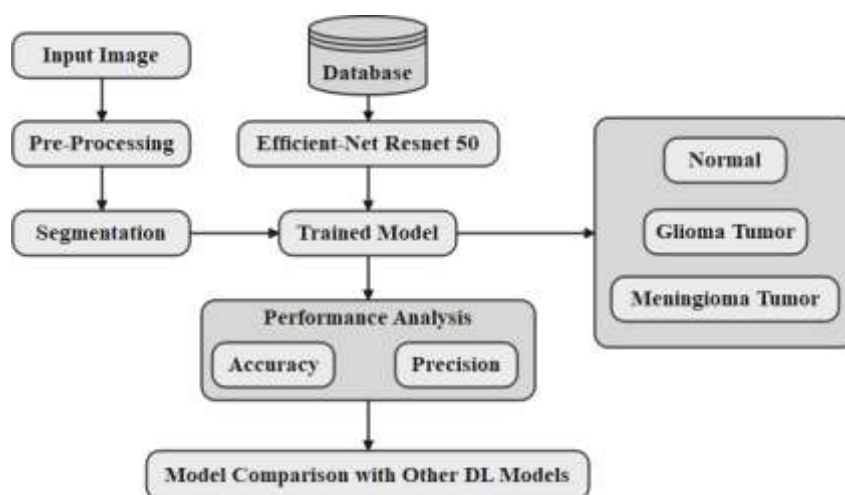 Input Image
Database
Pre-Processing
Efficient-Net Resnet 50
Normal
Segmentation
Trained Model
Glioma Tumor
Meningioma Tumor
Performance Analysis
Accuracy
Precision
Model Comparison with Other DL Models